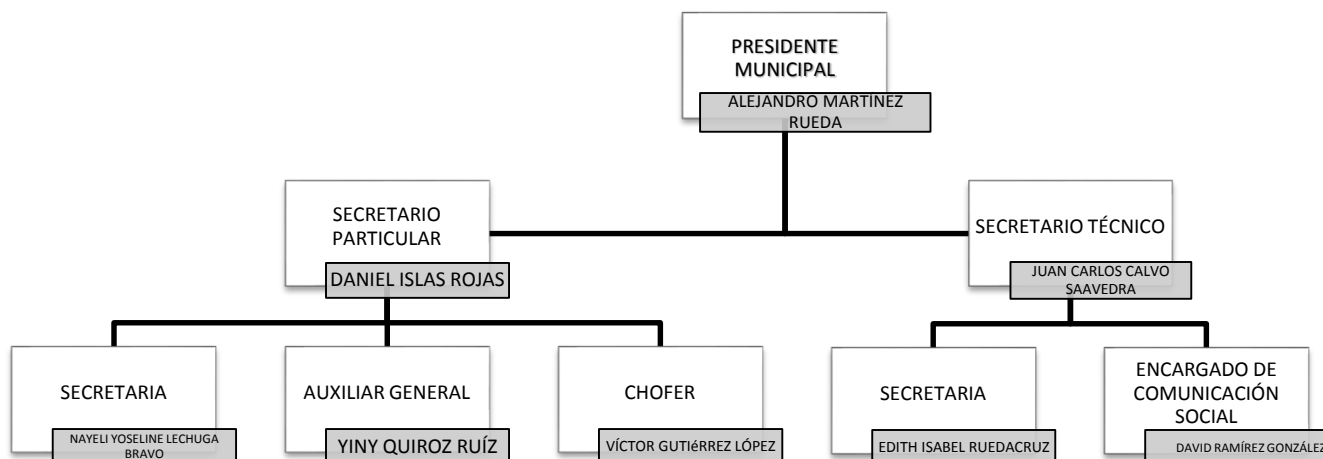 PRESIDENTE
MUNICIPAL
ALEJANDRO MARTÍNEZ
RUEDA
SECRETARIO
PARTICULAR
DANIEL ISLAS ROJAS
SECRETARIO TÉCNICO
JUAN CARLOS CALVO
SAAVEDRA
SECRETARIA
NAYELI YOSELINE LECHUGA
BRAVO
AUXILIAR GENERAL
YINY QUIROZ RUÍZ
CHOFER
VÍCTOR GUTIéRREZ LÓPEZ
SECRETARIA
EDITH ISABEL RUEDACRUZ
ENCARGADO DE
COMUNICACIÓN
SOCIAL
DAVID RAMÍREZ GONZÁLEZ